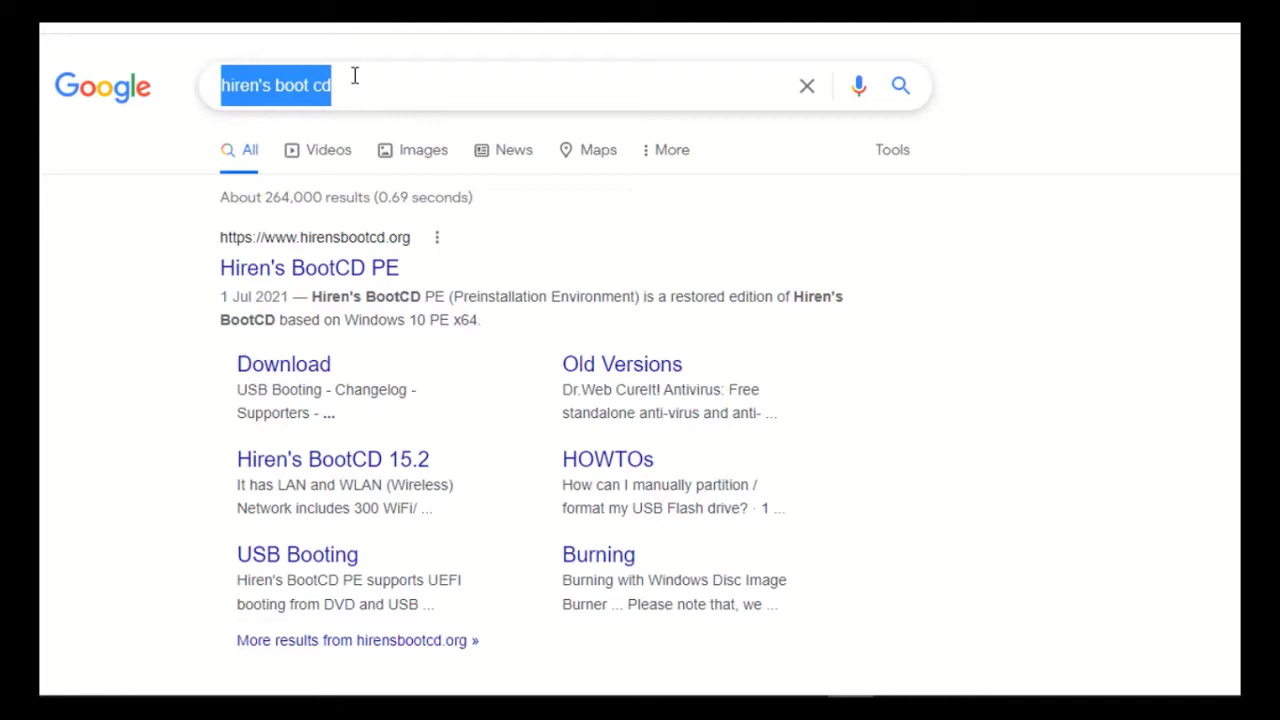 Google
hiren's boot cd
All Videos Images News Maps More Tools
About 264,000 results (0.69 seconds)
https://www.hirensbootcd.org
Hiren's BootCD PE
1 Jul 2021 — Hiren's BootCD PE (Preinstallation Environment) is a restored edition of Hiren's
BootCD based on Windows 10 PE x64.
Download
USB Booting - Changelog -
Supporters - ...
Old Versions
Dr.Web CureIt! Antivirus: Free
standalone anti-virus and anti- ...
Hiren's BootCD 15.2
It has LAN and WLAN (Wireless)
Network includes 300 WiFi/ ...
HOWTOs
How can I manually partition /
format my USB Flash drive? · 1 ...
USB Booting
Hiren's BootCD PE supports UEFI
booting from DVD and USB ...
Burning
Burning with Windows Disc Image
Burner ... Please note that, we ...
More results from hirensbootcd.org »